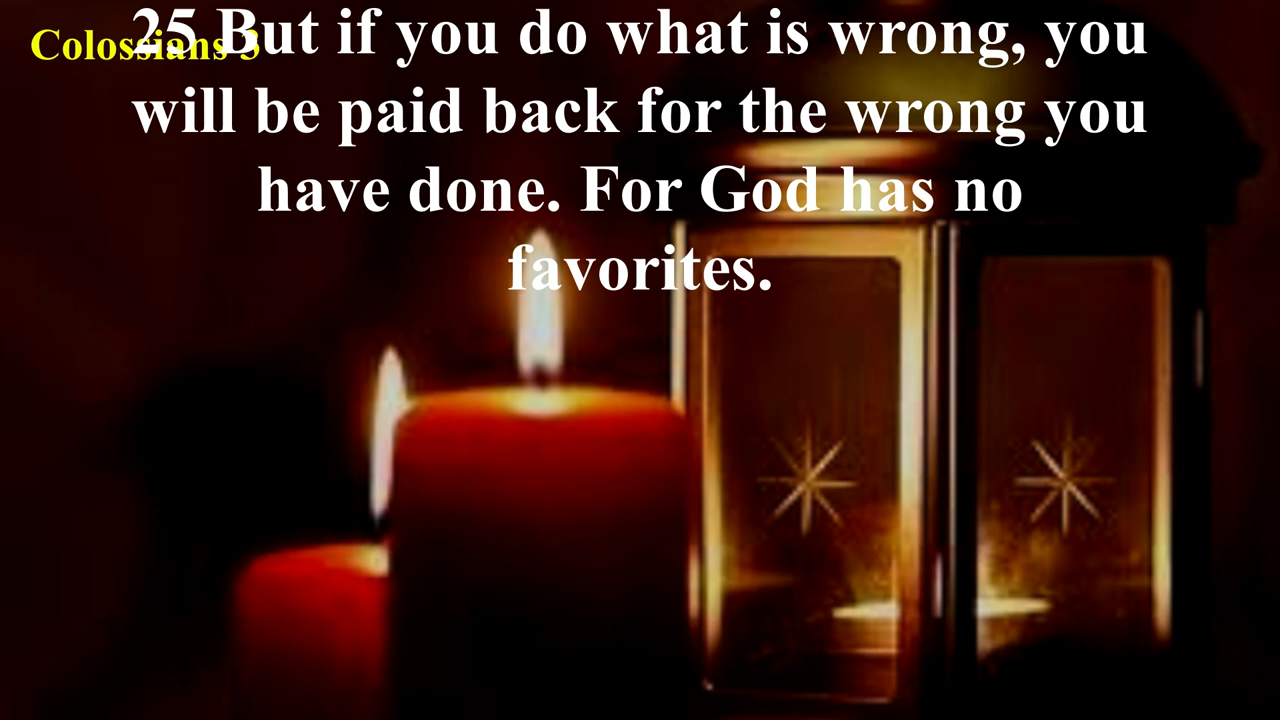 Colossians 3
25 But if you do what is wrong, you
will be paid back for the wrong you
have done. For God has no
favorites.